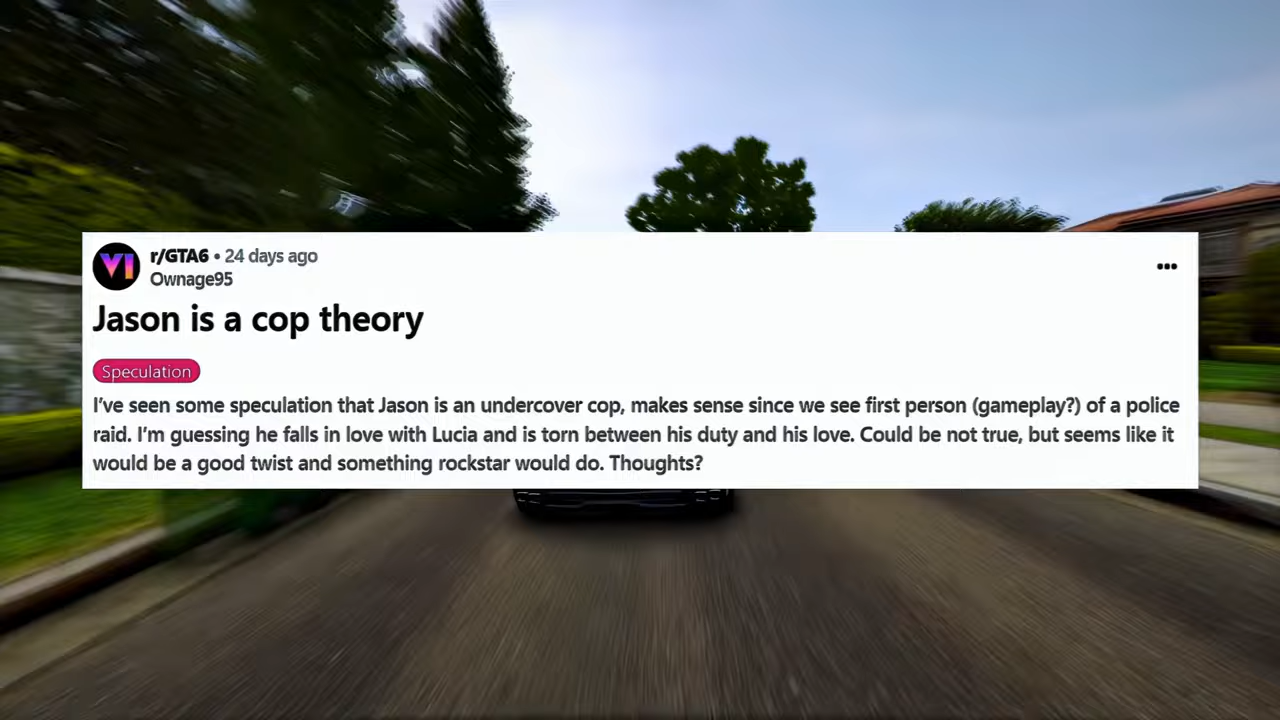 VI
r/GTA6 • 24 days ago
Ownage95
Jason is a cop theory
Speculation
I've seen some speculation that Jason is an undercover cop, makes sense since we see first person (gameplay?) of a police
raid. I'm guessing he falls in love with Lucia and is torn between his duty and his love. Could be not true, but seems like it
would be a good twist and something rockstar would do. Thoughts?